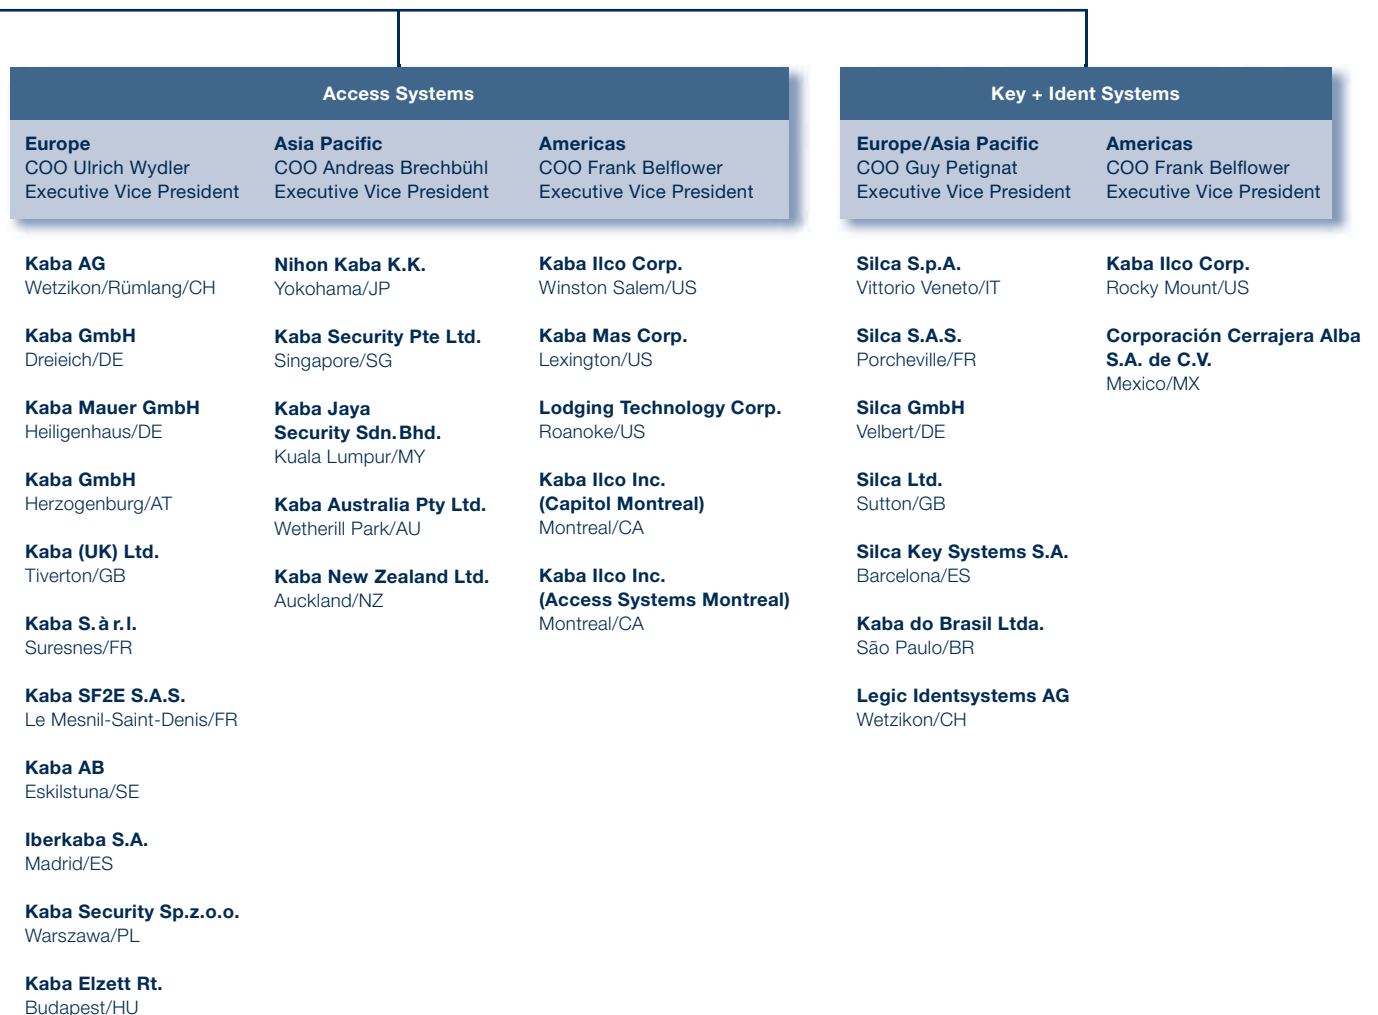 Access Systems
Europe
COO Ulrich Wydler
Executive Vice President
Asia Pacific
COO Andreas Brechbühl
Executive Vice President
Americas
COO Frank Belflower
Executive Vice President
Kaba AG
Wetzikon/Rümlang/CH
Kaba GmbH
Dreieich/DE
Kaba Mauer GmbH
Heiligenhaus/DE
Kaba GmbH
Herzogenburg/AT
Kaba (UK) Ltd.
Tiverton/GB
Kaba S. à r. l.
Suresnes/FR
Kaba SF2E S.A.S.
Le Mesnil-Saint-Denis/FR
Kaba AB
Eskilstuna/SE
Iberkaba S.A.
Madrid/ES
Kaba Security Sp.z.o.o.
Warszawa/PL
Kaba Elzett Rt.
Budapest/HU
Nihon Kaba K.K.
Yokohama/JP
Kaba Security Pte Ltd.
Singapore/SG
Kaba Jaya
Security Sdn. Bhd.
Kuala Lumpur/MY
Kaba Australia Pty Ltd.
Wetherill Park/AU
Kaba New Zealand Ltd.
Auckland/NZ
Kaba Ilco Corp.
Winston Salem/US
Kaba Mas Corp.
Lexington/US
Lodging Technology Corp.
Roanoke/US
Kaba Ilco Inc.
(Capitol Montreal)
Montreal/CA
Kaba Ilco Inc.
(Access Systems Montreal)
Montreal/CA
Key + Ident Systems
Europe/Asia Pacific
COO Guy Petignat
Executive Vice President
Americas
COO Frank Belflower
Executive Vice President
Silca S.p.A.
Vittorio Veneto/IT
Silca S.A.S.
Porcheville/FR
Silca GmbH
Velbert/DE
Silca Ltd.
Sutton/GB
Silca Key Systems S.A.
Barcelona/ES
Kaba do Brasil Ltda.
São Paulo/BR
Legic Identsystems AG
Wetzikon/CH
Kaba Ilco Corp.
Rocky Mount/US
Corporación Cerrajera Alba
S.A. de C.V.
Mexico/MX